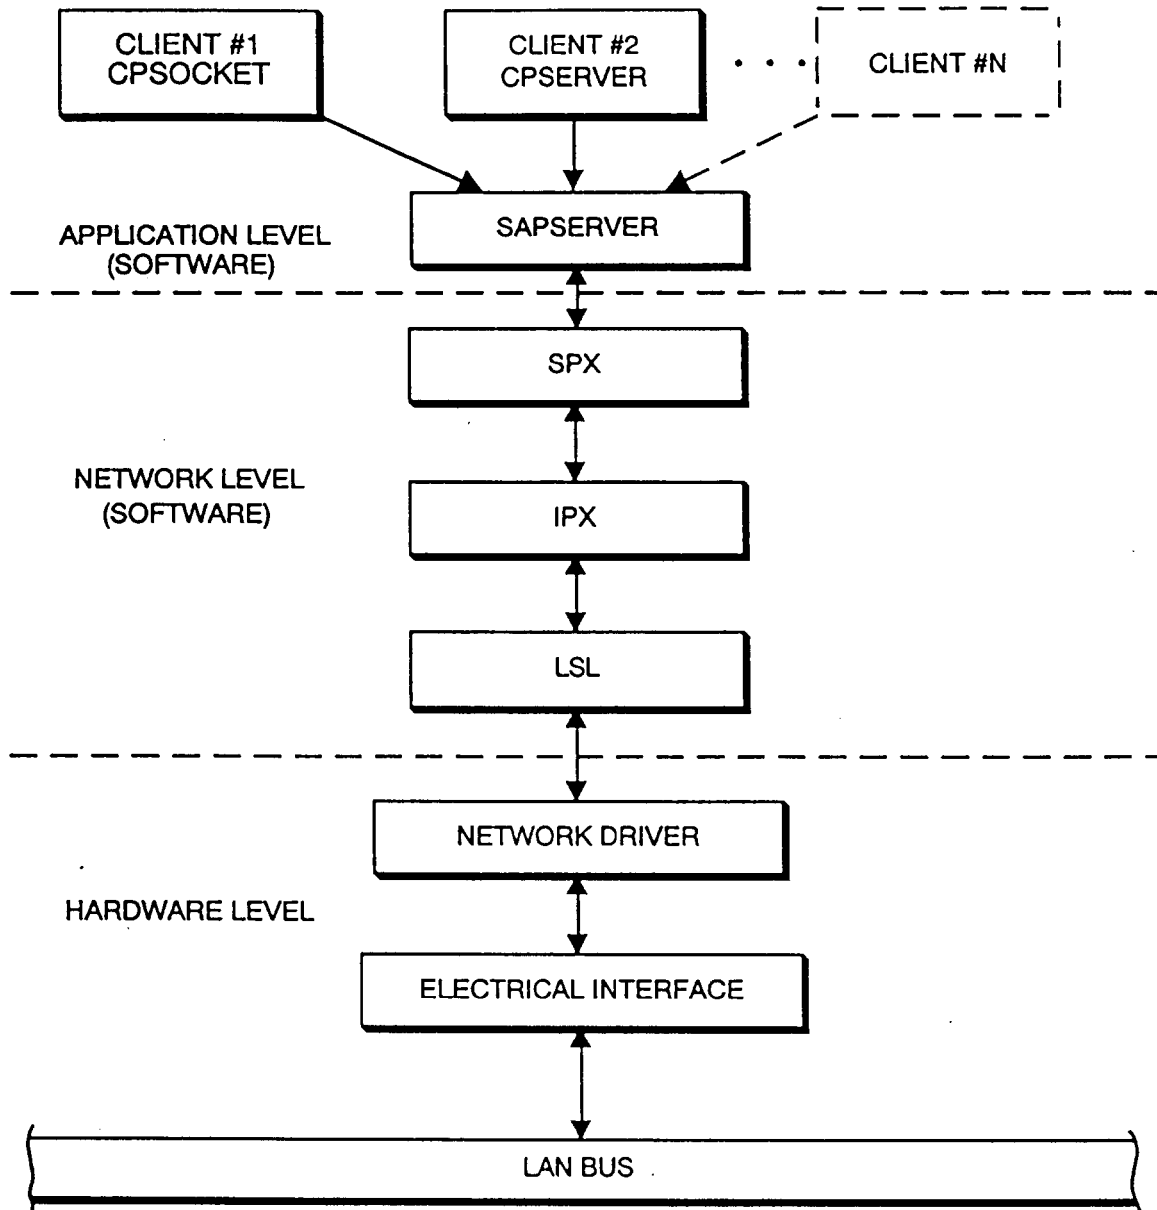 CLIENT #1
CPSOCKET
CLIENT #2
CPSERVER
CLIENT #N
SAPSERVER
APPLICATION LEVEL
(SOFTWARE)
SPX
NETWORK LEVEL
(SOFTWARE)
IPX
LSL
NETWORK DRIVER
HARDWARE LEVEL
ELECTRICAL INTERFACE
LAN BUS